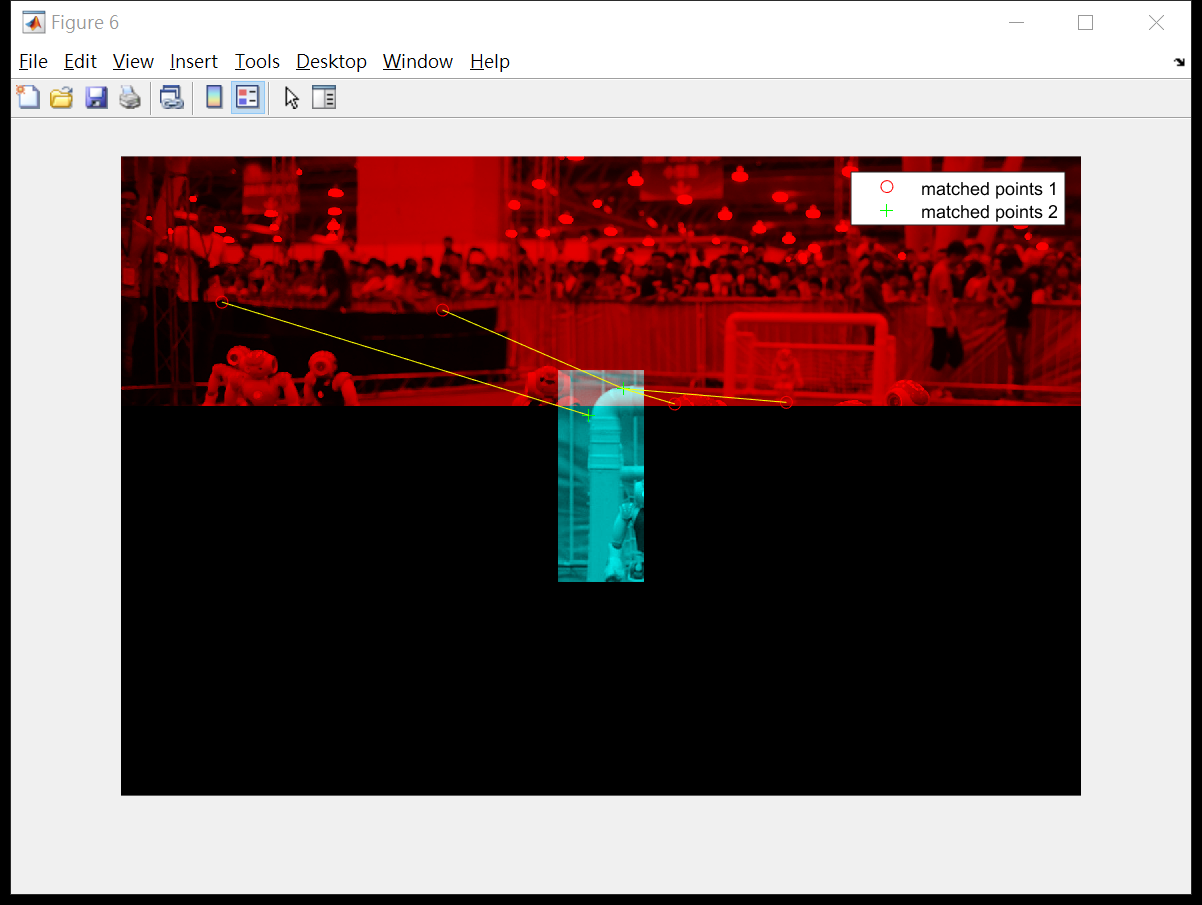 Figure 6
File Edit View Insert Tools Desktop Window Help
matched points 1
matched points 2